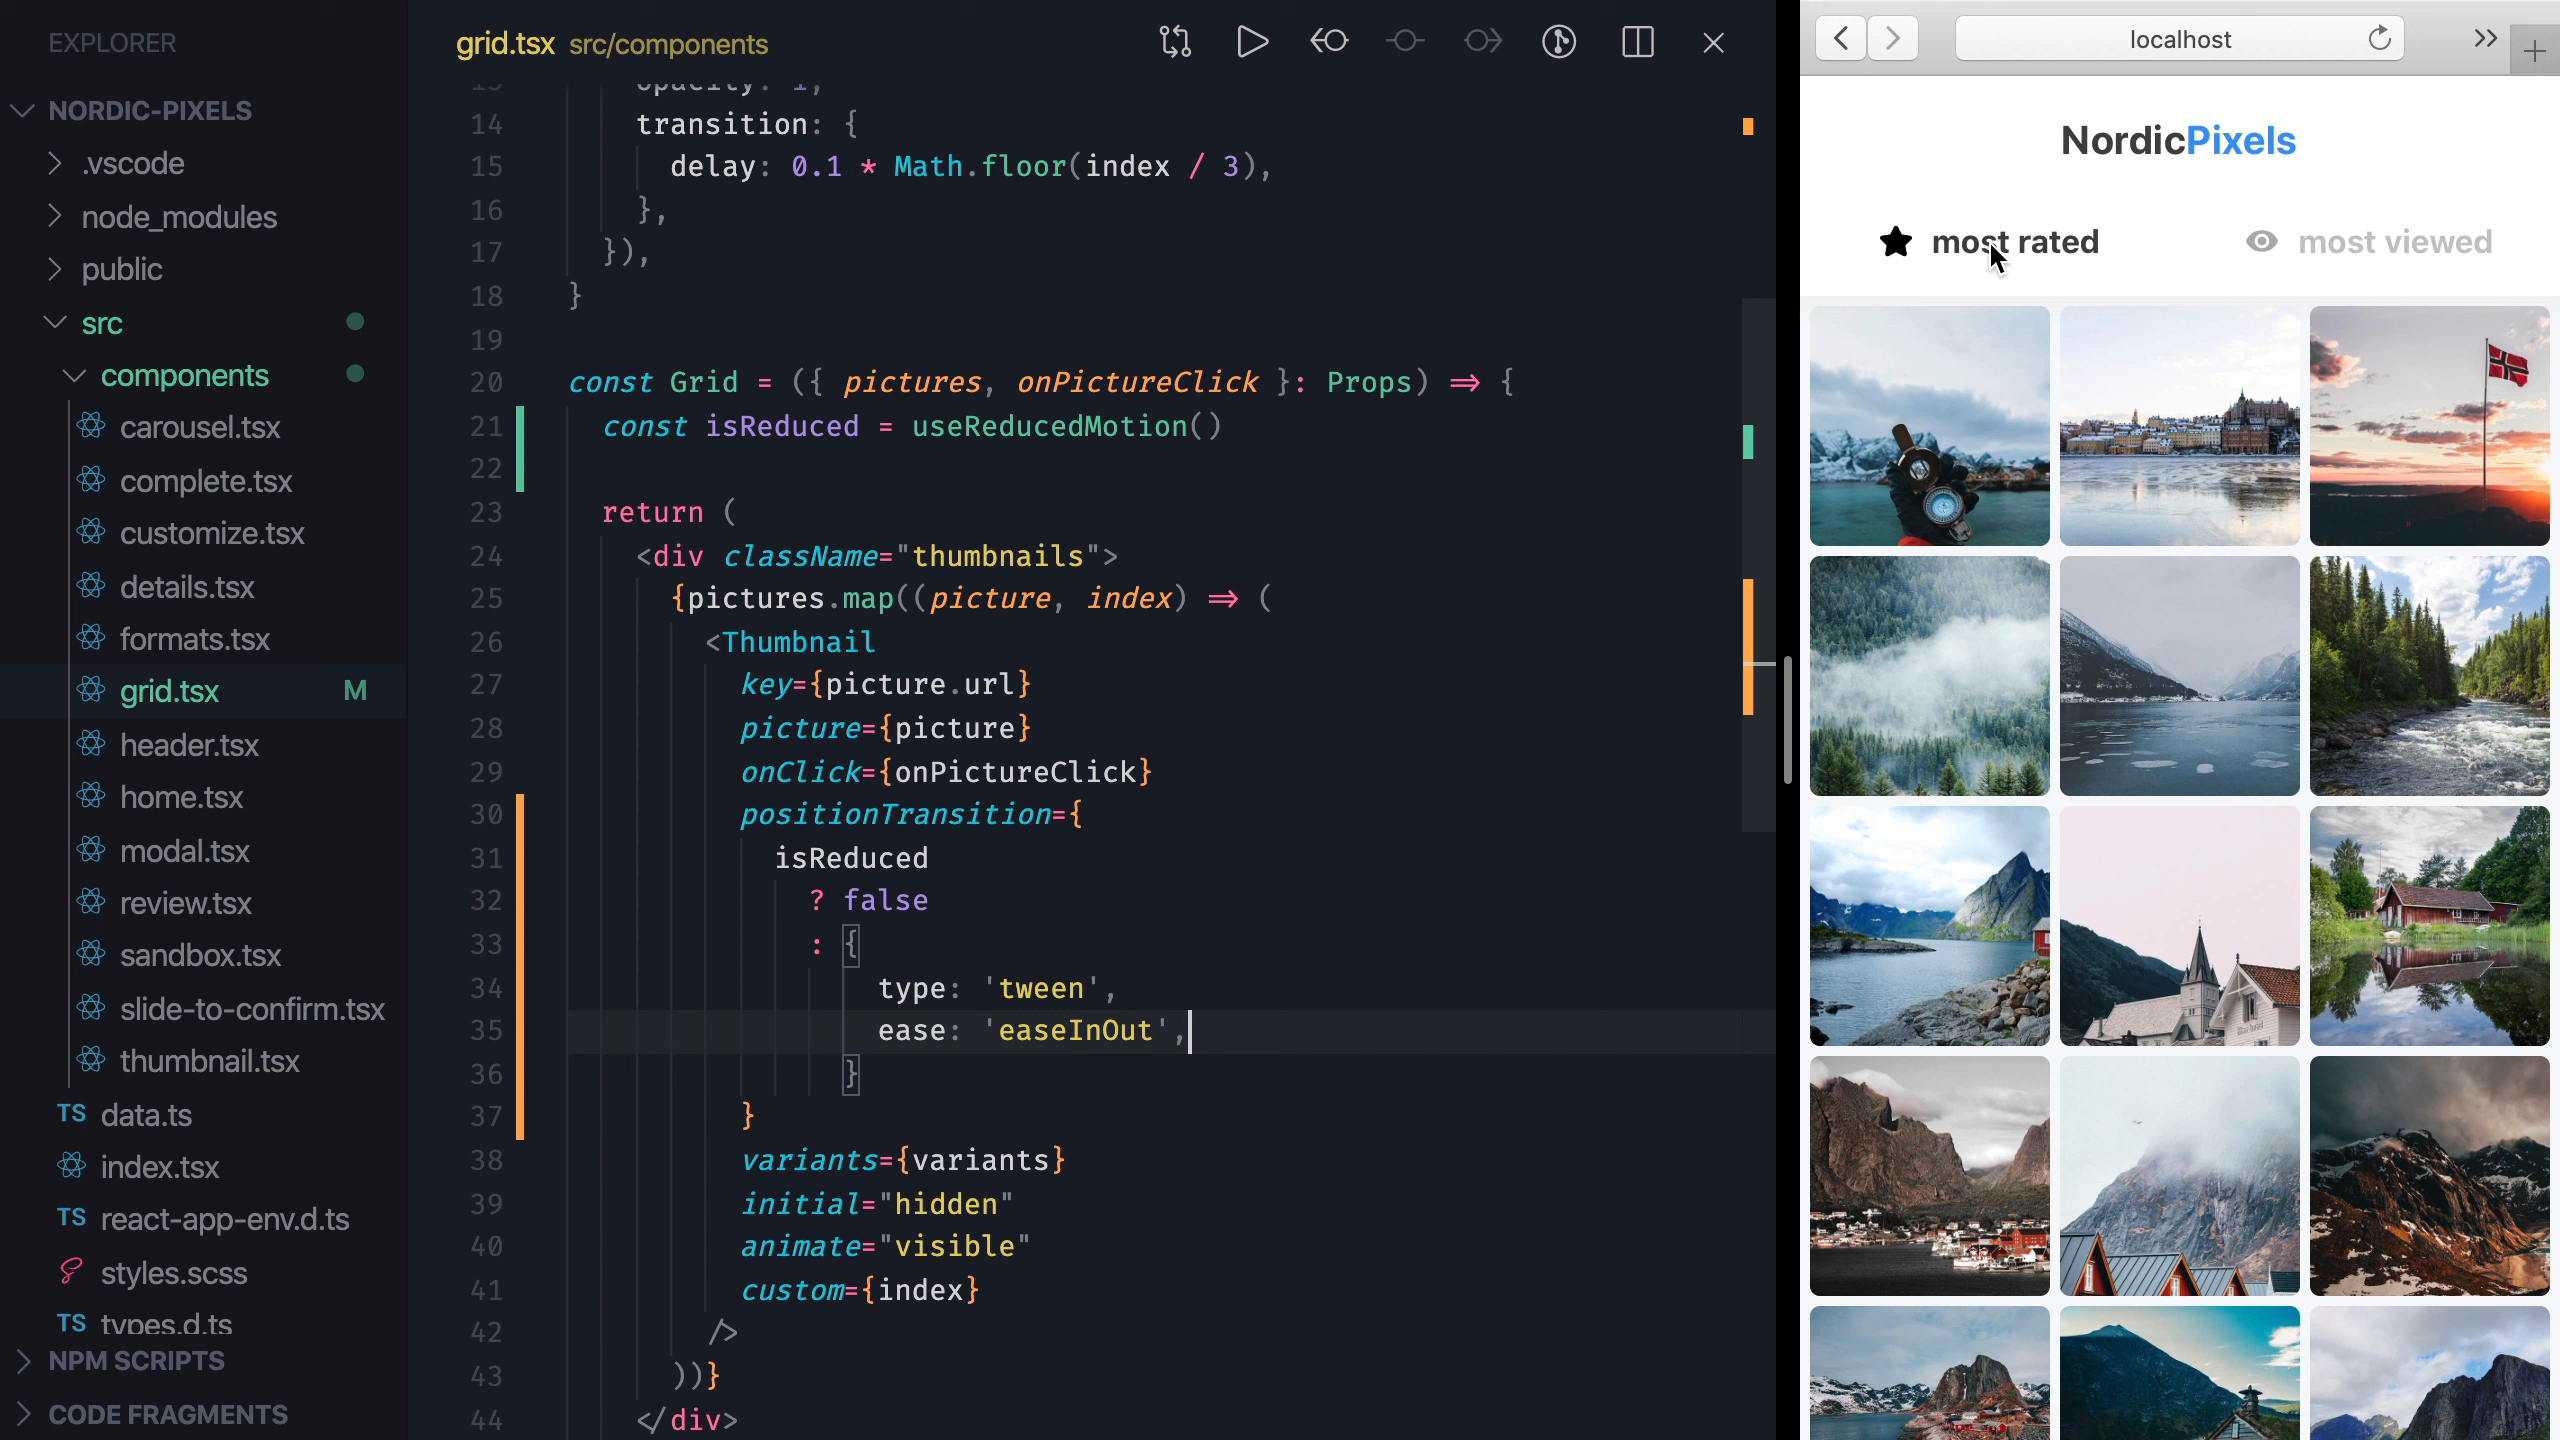 EXPLORER
NORDIC-PIXELS
.vscode
node_modules
public
src
components
carousel.tsx
complete.tsx
customize.tsx
details.tsx
formats.tsx
grid.tsx M
header.tsx
home.tsx
modal.tsx
review.tsx
sandbox.tsx
slide-to-confirm.tsx
thumbnail.tsx
TS data.ts
index.tsx
TS react-app-env.d.ts
styles.scss
TS types.d.ts
NPM SCRIPTS
CODE FRAGMENTS
grid.tsx src/components
13 opacity: 1,
14 transition: {
15 delay: 0.1 * Math.floor(index / 3),
16 },
17 }),
18 }
19
20 const Grid = ({ pictures, onPictureClick }: Props) => {
21 const isReduced = useReducedMotion()
22
23 return (
24 <div className="thumbnails">
25 {pictures.map((picture, index) => (
26 <Thumbnail
27 key={picture.url}
28 picture={picture}
29 onClick={onPictureClick}
30 positionTransition={
31 isReduced
32 ? false
33 : {
34 type: 'tween',
35 ease: 'easeInOut',
36 }
37 }
38 variants={variants}
39 initial="hidden"
40 animate="visible"
41 custom={index}
42 />
43 ))}
44 </div>
localhost
NordicPixels
most rated
most viewed